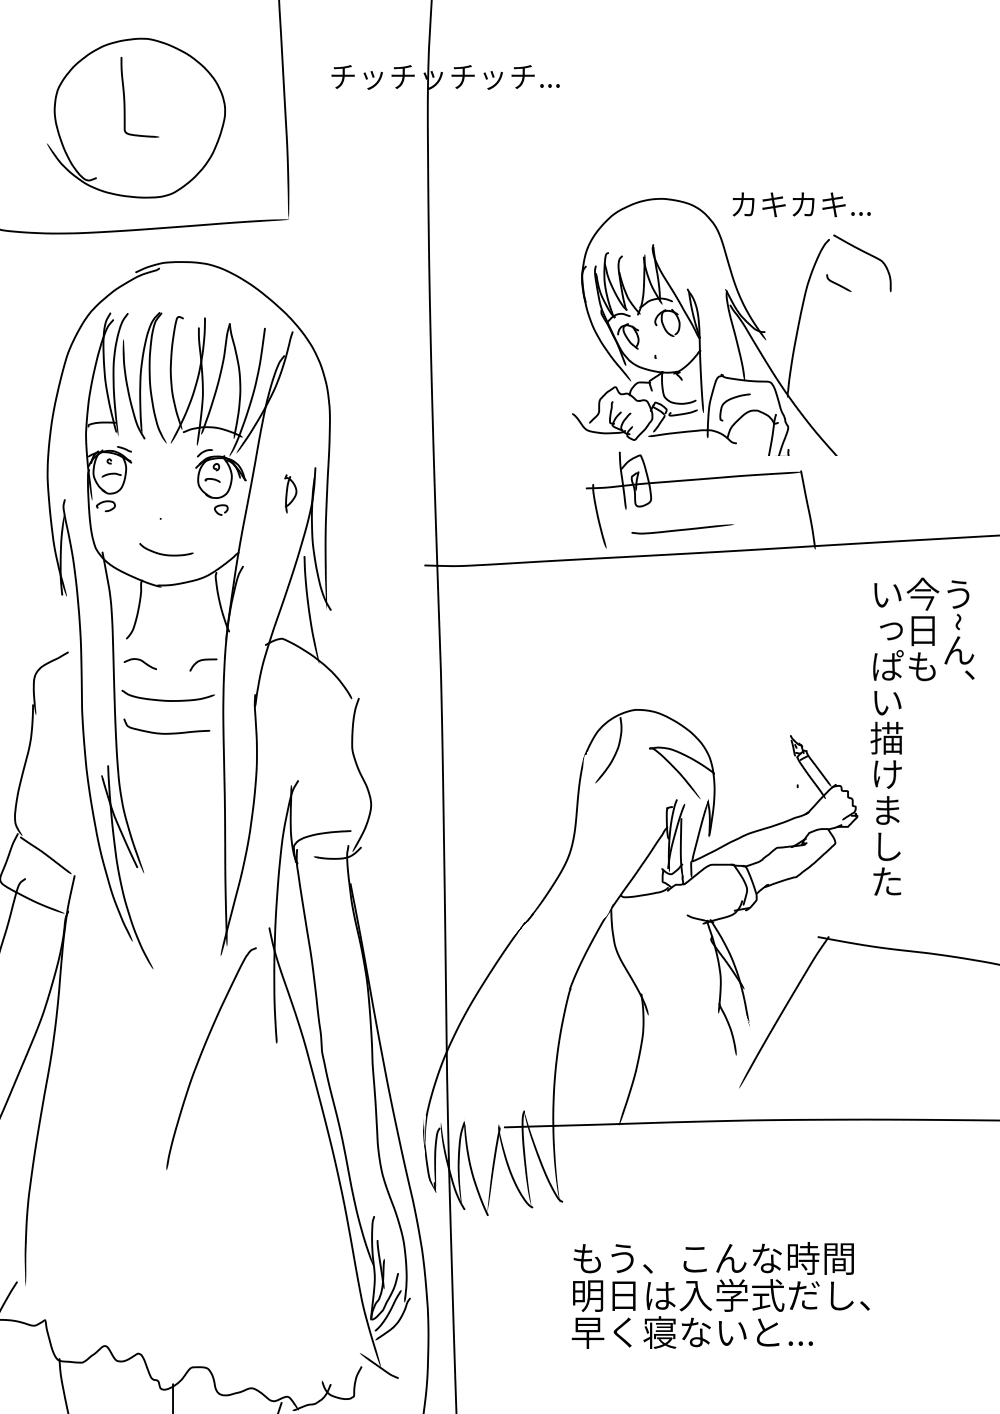 チッチッチッチ…
カキカキ…
う~ん、
今日も
いっぱい描けました
もう、こんな時間
明日は入学式だし、
早く寝ないと…